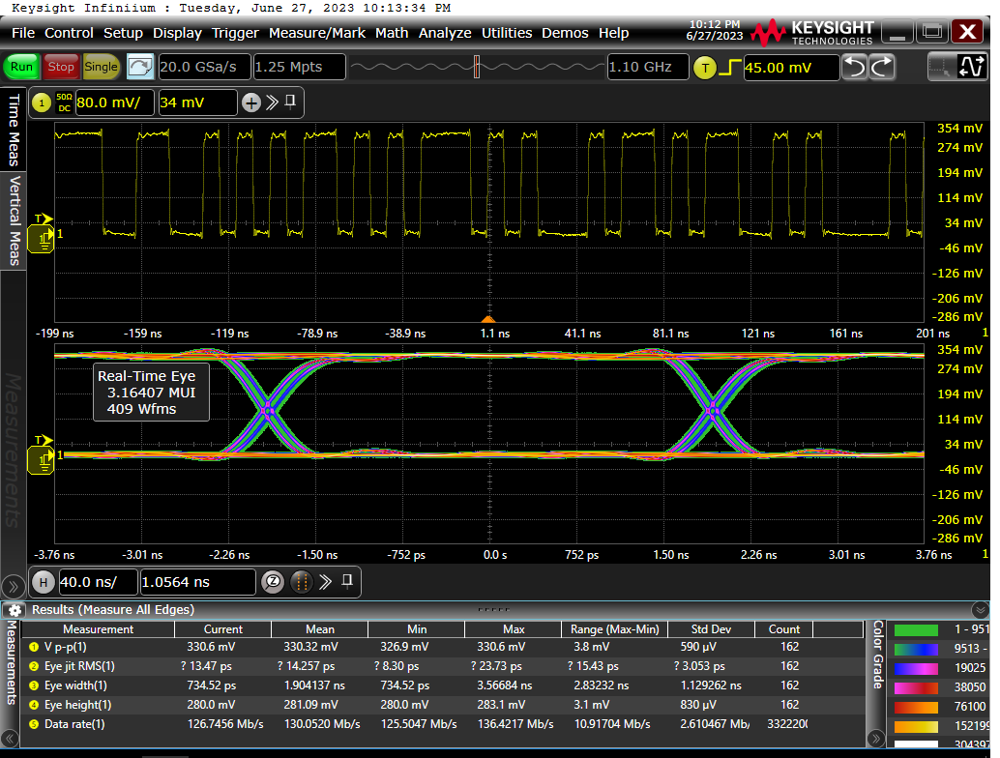 Keysight Infiniium : Tuesday, June 27, 2023 10:13:34 PM
File Control Setup Display Trigger Measure/Mark Math Analyze Utilities Demos Help
10:12 PM
6/27/2023
KEYSIGHT
TECHNOLOGIES
Run Stop Single 20.0 GSa/s 1.25 Mpts 1.10 GHz T 45.00 mV
1 50Ω DC 80.0 mV/ 34 mV
Time Meas
Vertical Meas
Measurements
354 mV
274 mV
194 mV
114 mV
34 mV
-46 mV
-126 mV
-206 mV
-286 mV
T
1
-199 ns -159 ns -119 ns -78.9 ns -38.9 ns 1.1 ns 41.1 ns 81.1 ns 121 ns 161 ns 201 ns 1
Real-Time Eye
3.16407 MUI
409 Wfms
354 mV
274 mV
194 mV
114 mV
34 mV
-46 mV
-126 mV
-206 mV
-286 mV
T
1
-3.76 ns -3.01 ns -2.26 ns -1.50 ns -752 ps 0.0 s 752 ps 1.50 ns 2.26 ns 3.01 ns 3.76 ns 1
H 40.0 ns/ 1.0564 ns
Results (Measure All Edges)
Measurements
Measurement Current Mean Min Max Range (Max-Min) Std Dev Count
1 V p-p(1) 330.6 mV 330.32 mV 326.9 mV 330.6 mV 3.8 mV 590 µV 162
2 Eye jit RMS(1) ? 13.47 ps ? 14.257 ps ? 8.30 ps ? 23.73 ps ? 15.43 ps ? 3.053 ps 162
3 Eye width(1) 734.52 ps 1.904137 ns 734.52 ps 3.56684 ns 2.83232 ns 1.129262 ns 162
4 Eye height(1) 280.0 mV 281.09 mV 280.0 mV 283.1 mV 3.1 mV 830 µV 162
5 Data rate(1) 126.7456 Mb/s 130.0520 Mb/s 125.5047 Mb/s 136.4217 Mb/s 10.91704 Mb/s 2.610467 Mb/ 3322200
Color Grade
1 - 951
9513 -
19025
38050
76100
152199
304397